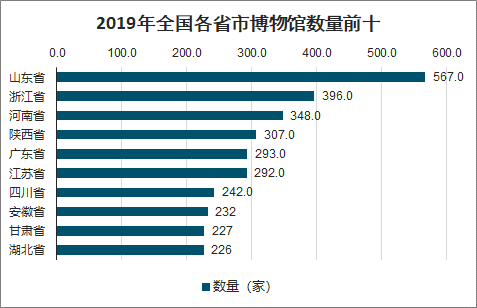 2019年全国各省市博物馆数量前十
0.0 100.0 200.0 300.0 400.0 500.0 600.0
山东省 567.0
浙江省 396.0
河南省 348.0
陕西省 307.0
广东省 293.0
江苏省 292.0
四川省 242.0
安徽省 232
甘肃省 227
湖北省 226
数量（家）